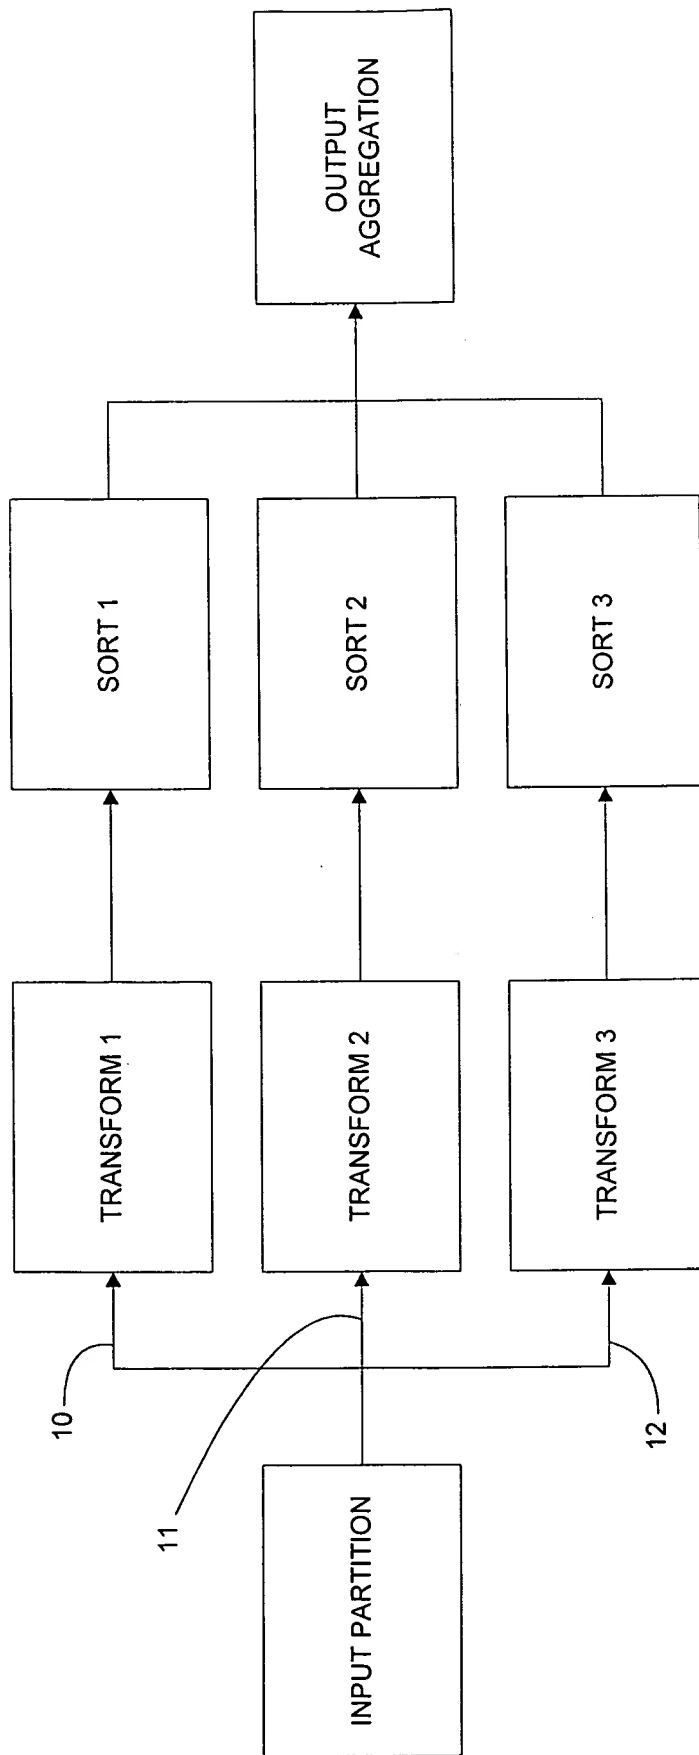 INPUT PARTITION
10
11
12
TRANSFORM 1
TRANSFORM 2
TRANSFORM 3
SORT 1
SORT 2
SORT 3
OUTPUT
AGGREGATION